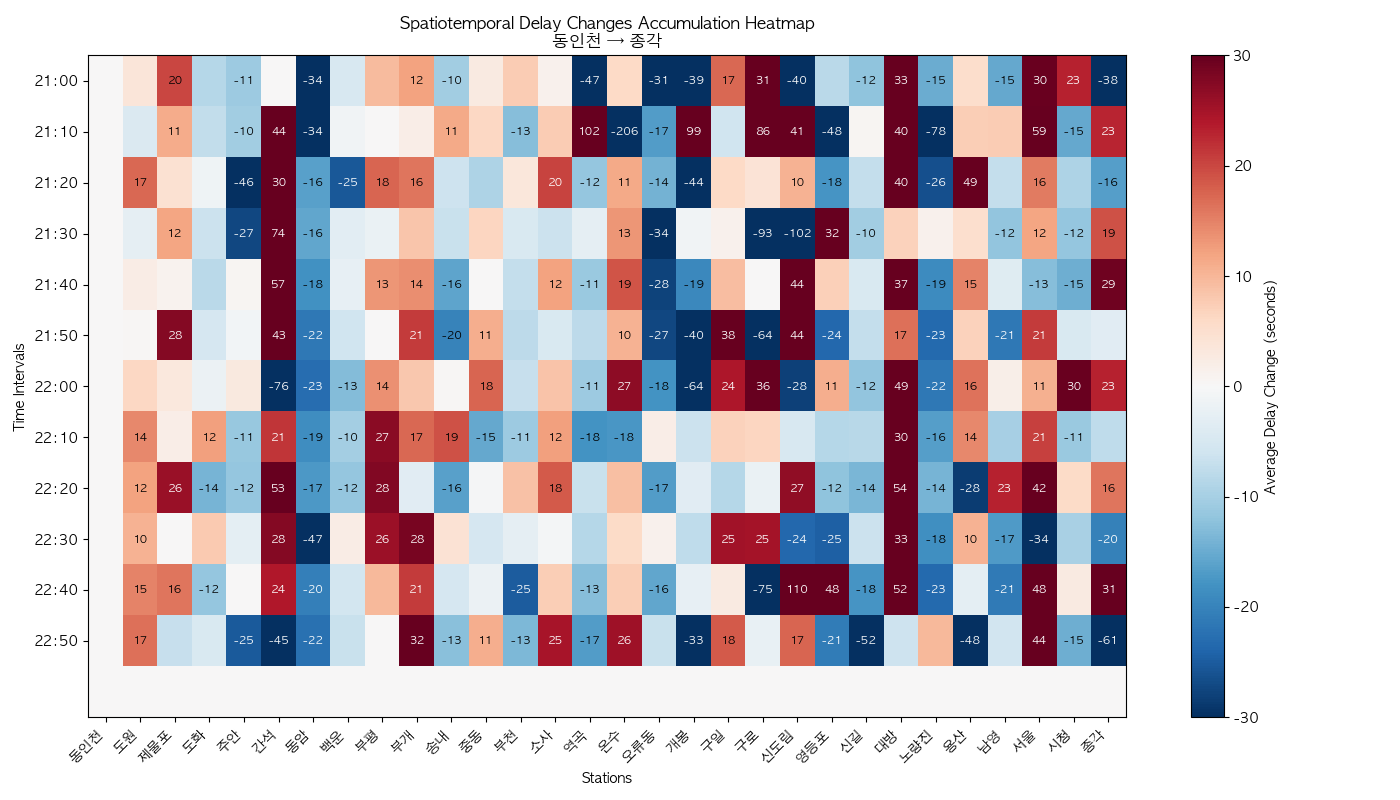 Spatiotemporal Delay Changes Accumulation Heatmap
동인천 → 종각
21:00 20 -11 -34 12 -10 -47 -31 -39 17 31 -40 -12 33 -15 -15 30 23 -38
21:10 11 -10 44 -34 11 -13 102 -206 -17 99 86 41 -48 40 -78 59 -15 23
21:20 17 -46 30 -16 -25 18 16 20 -12 11 -14 -44 10 -18 40 -26 49 16 -16
21:30 12 -27 74 -16 13 -34 -93 -102 32 -10 -12 12 -12 19
21:40 57 -18 13 14 -16 12 -11 19 -28 -19 44 37 -19 15 -13 -15 29
21:50 28 43 -22 21 -20 11 10 -27 -40 38 -64 44 -24 17 -23 -21 21
22:00 -76 -23 -13 14 18 -11 27 -18 -64 24 36 -28 11 -12 49 -22 16 11 30 23
22:10 14 12 -11 21 -19 -10 27 17 19 -15 -11 12 -18 -18 30 -16 14 21 -11
22:20 12 26 -14 -12 53 -17 -12 28 -16 18 -17 27 -12 -14 54 -14 -28 23 42 16
22:30 10 28 -47 26 28 25 25 -24 -25 33 -18 10 -17 -34 -20
22:40 15 16 -12 24 -20 21 -25 -13 -16 -75 110 48 -18 52 -23 -21 48 31
22:50 17 -25 -45 -22 32 -13 11 -13 25 -17 26 -33 18 17 -21 -52 -48 44 -15 -61
Time Intervals
동인천 도원 제물포 도화 주안 간석 동암 백운 부평 부개 송내 중동 부천 소사 역곡 온수 오류동 개봉 구일 구로 신도림 영등포 신길 대방 노량진 용산 남영 서울 시청 종각
Stations
30
20
10
0
-10
-20
-30
Average Delay Change (seconds)